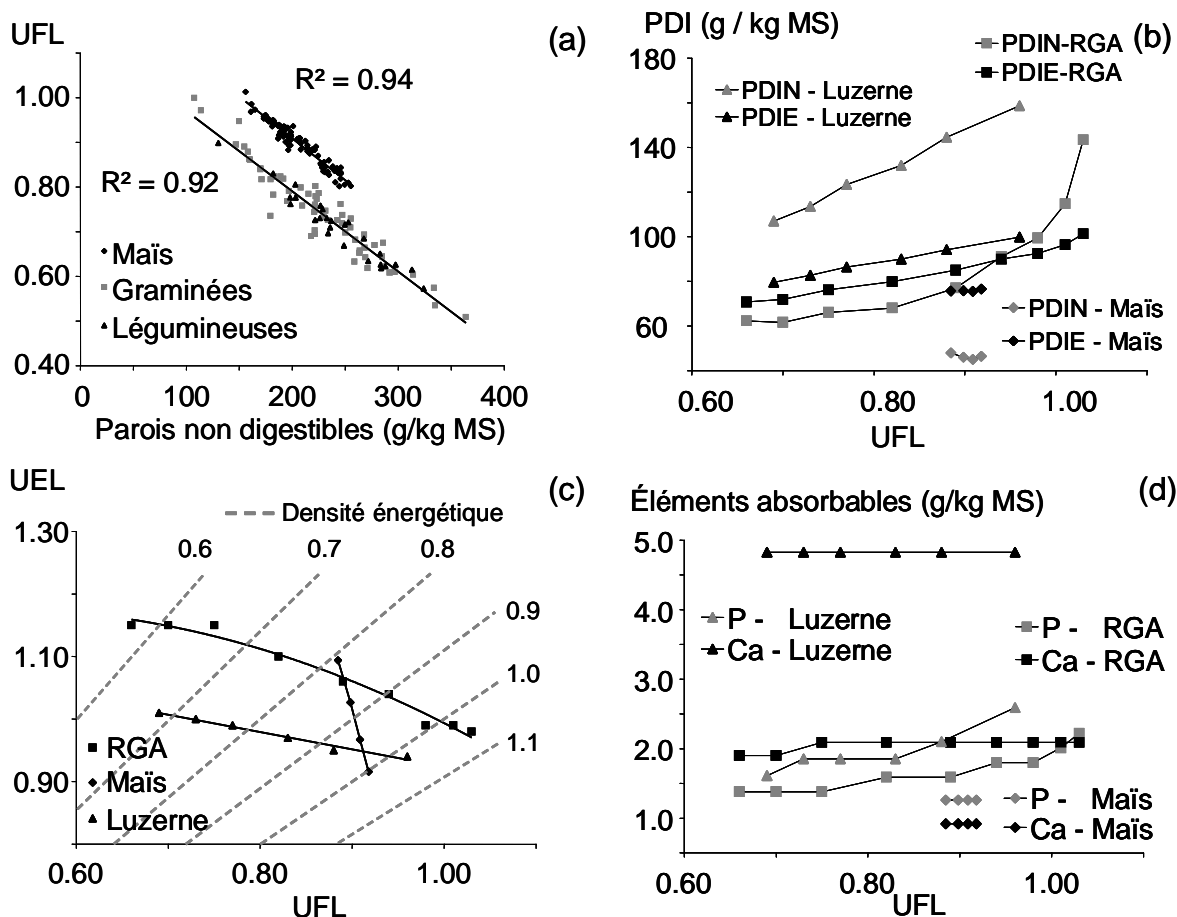 UFL
(a)
R² = 0.94
1.00
0.80
0.60
0.40
R² = 0.92
Maïs
Graminées
Légumineuses
0 100 200 300 400
Parois non digestibles (g/kg MS)
PDI (g / kg MS)
(b)
180
140
100
60
PDIN-RGA
PDIE-RGA
PDIN - Luzerne
PDIE - Luzerne
PDIN - Maïs
PDIE - Maïs
0.60 0.80 1.00
UFL
UEL
(c)
Densité énergétique
1.30
1.10
0.90
0.6
0.7
0.8
0.9
1.0
1.1
RGA
Maïs
Luzerne
0.60 0.80 1.00
UFL
Éléments absorbables (g/kg MS)
(d)
5.0
4.0
3.0
2.0
1.0
P - Luzerne
Ca - Luzerne
P - RGA
Ca - RGA
P - Maïs
Ca - Maïs
0.60 0.80 1.00
UFL